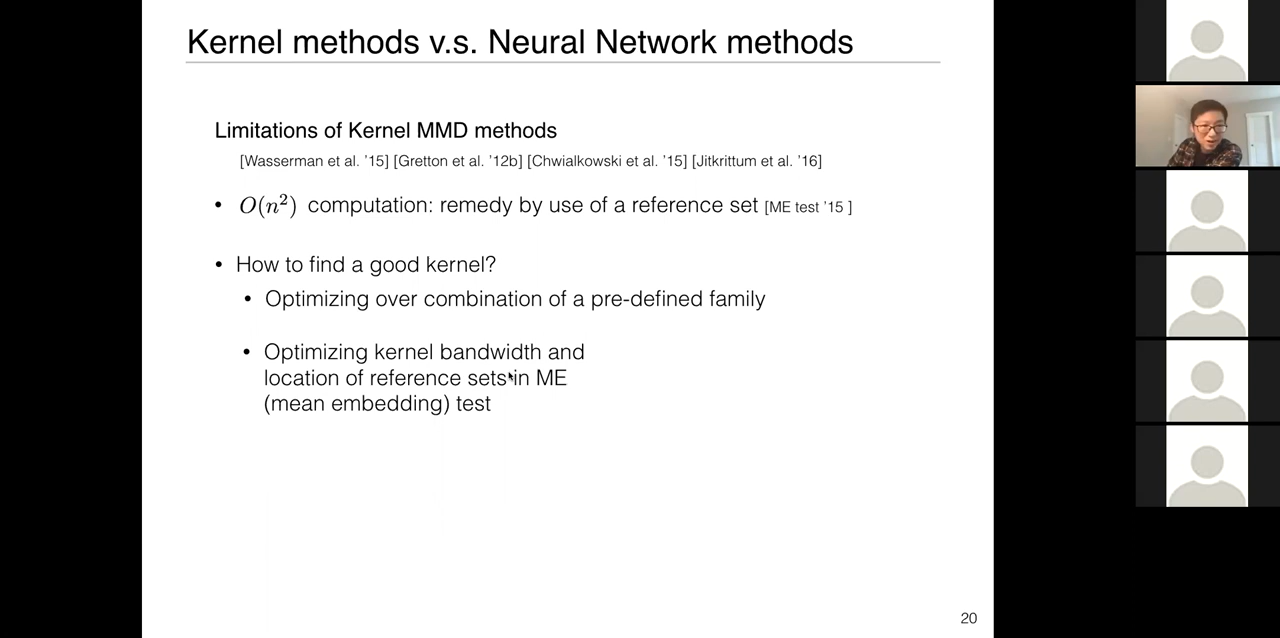 Kernel methods v.s. Neural Network methods
Limitations of Kernel MMD methods
[Wasserman et al. '15] [Gretton et al. '12b] [Chwialkowski et al. '15] [Jitkrittum et al. '16]
• O(n²) computation: remedy by use of a reference set [ME test '15 ]
• How to find a good kernel?
• Optimizing over combination of a pre-defined family
• Optimizing kernel bandwidth and
location of reference sets in ME
(mean embedding) test
20